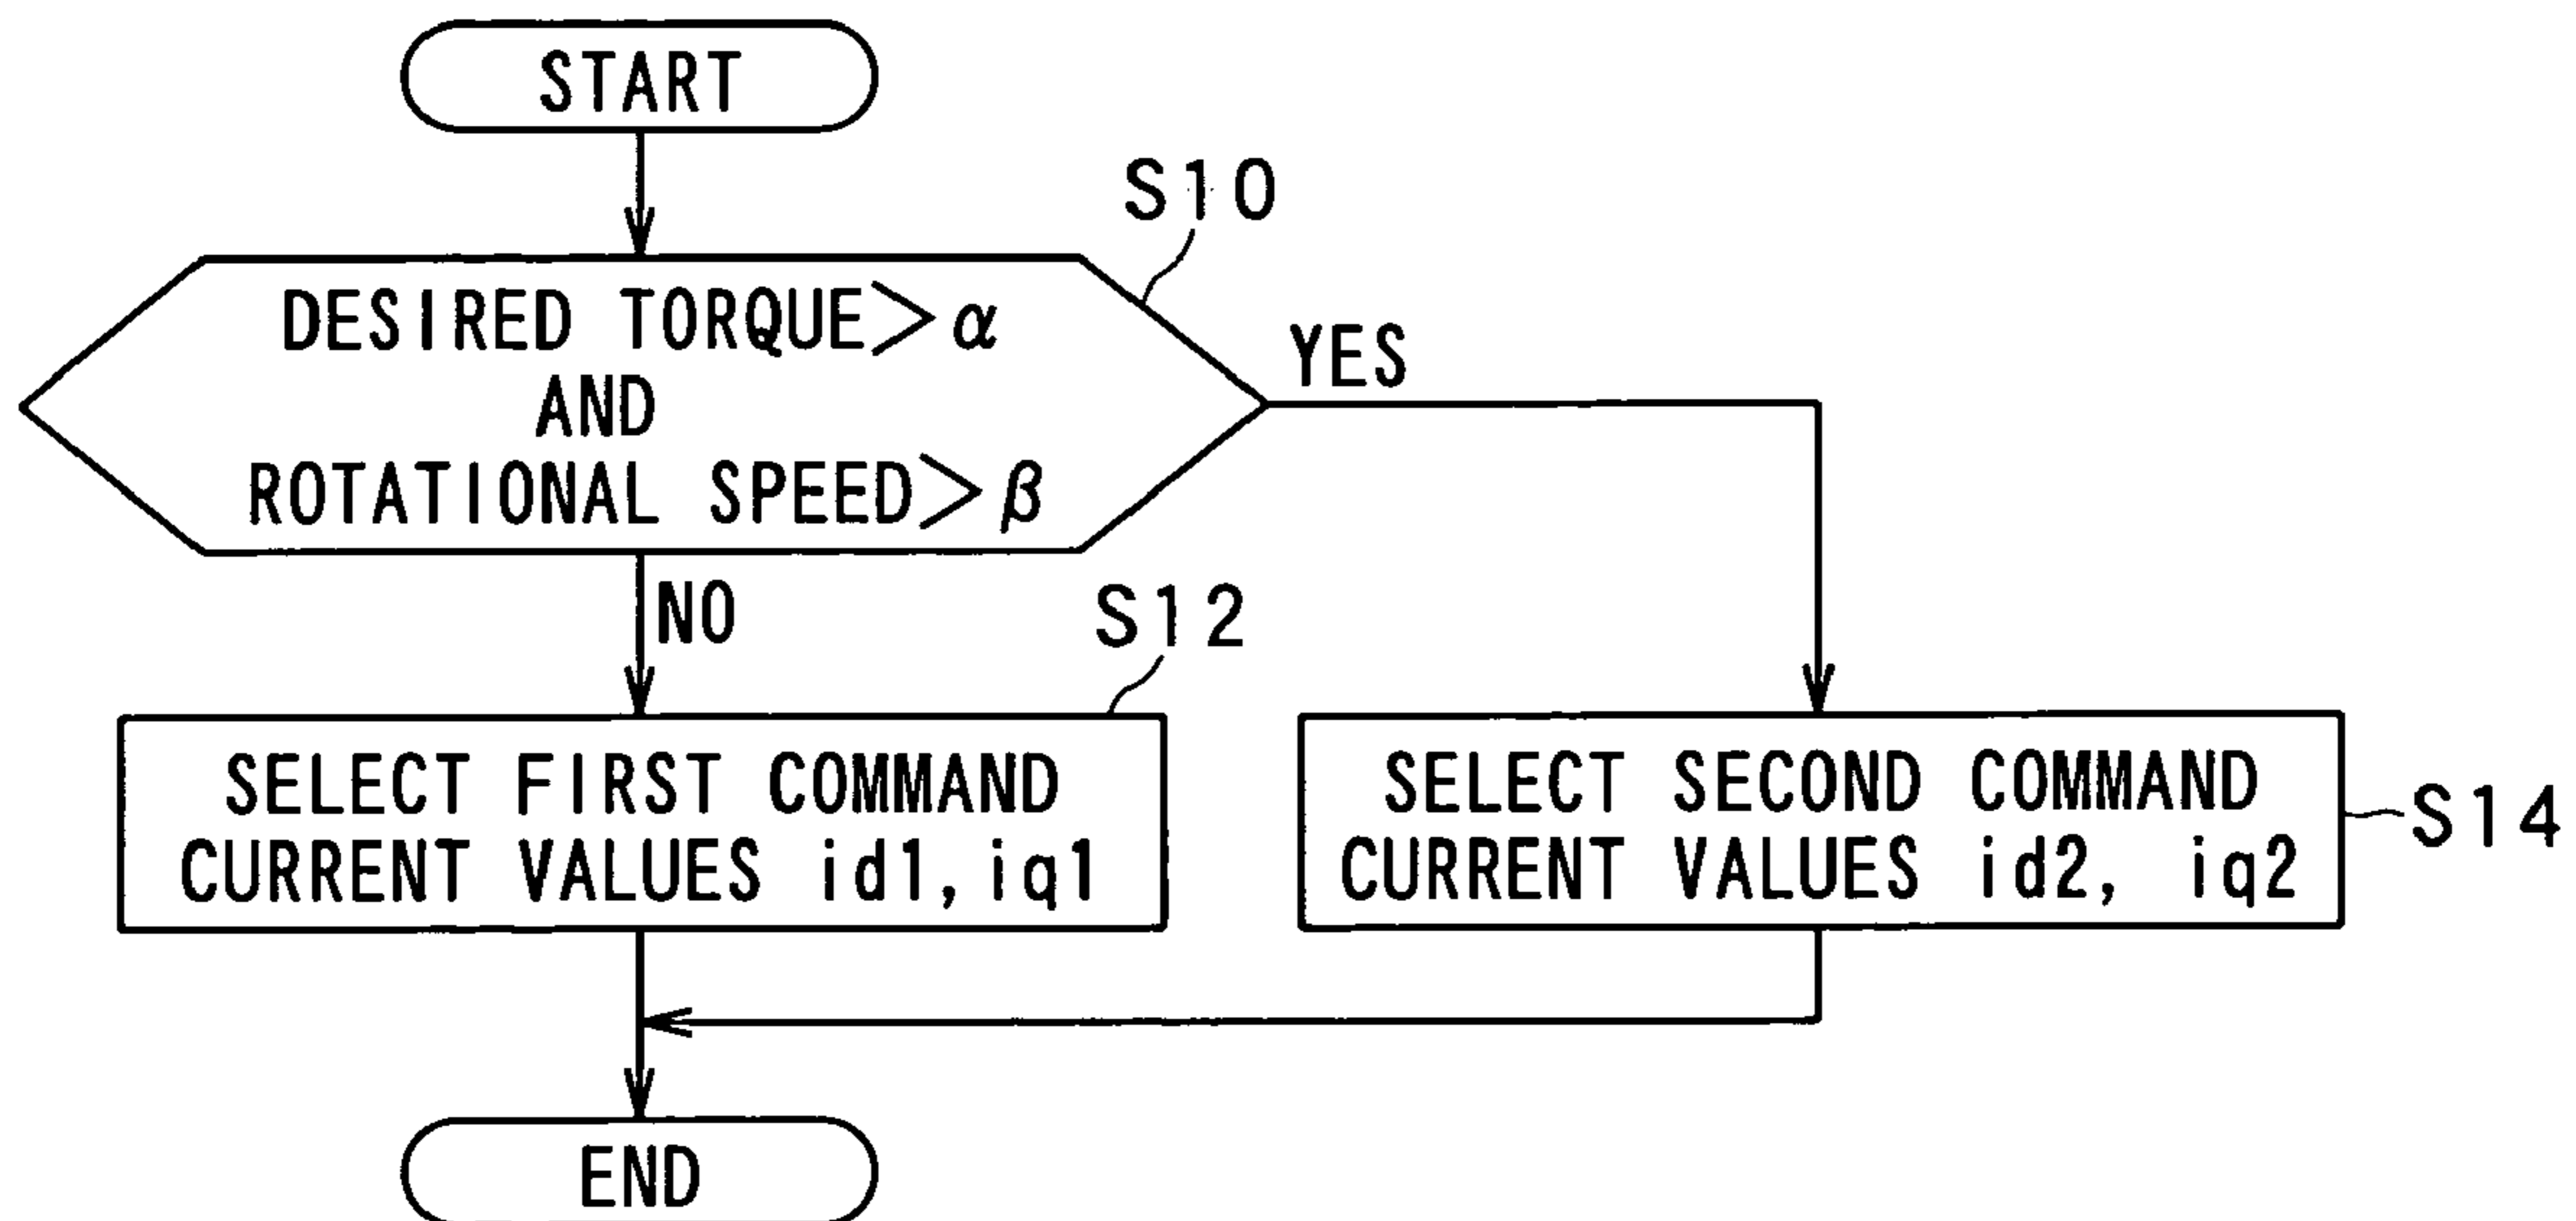 START
S10
DESIRED TORQUE>α
AND
ROTATIONAL SPEED>β
YES
NO
S12
SELECT FIRST COMMAND
CURRENT VALUES id1, iq1
SELECT SECOND COMMAND
CURRENT VALUES id2, iq2
S14
END